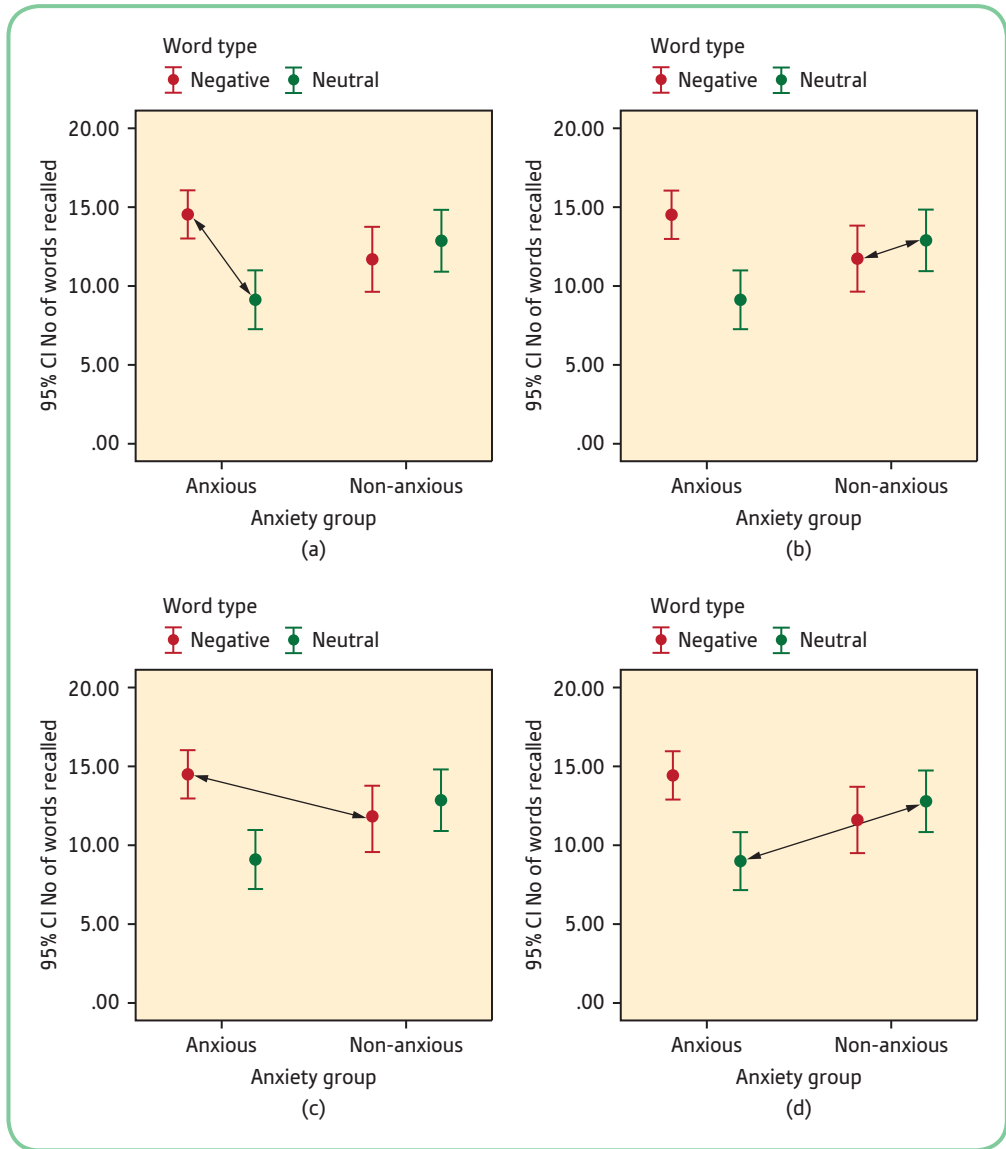 Word type
Negative Neutral
20.00
15.00
10.00
5.00
.00
95% CI No of words recalled
Anxious Non-anxious
Anxiety group
(a)
Word type
Negative Neutral
20.00
15.00
10.00
5.00
.00
95% CI No of words recalled
Anxious Non-anxious
Anxiety group
(b)
Word type
Negative Neutral
20.00
15.00
10.00
5.00
.00
95% CI No of words recalled
Anxious Non-anxious
Anxiety group
(c)
Word type
Negative Neutral
20.00
15.00
10.00
5.00
.00
95% CI No of words recalled
Anxious Non-anxious
Anxiety group
(d)